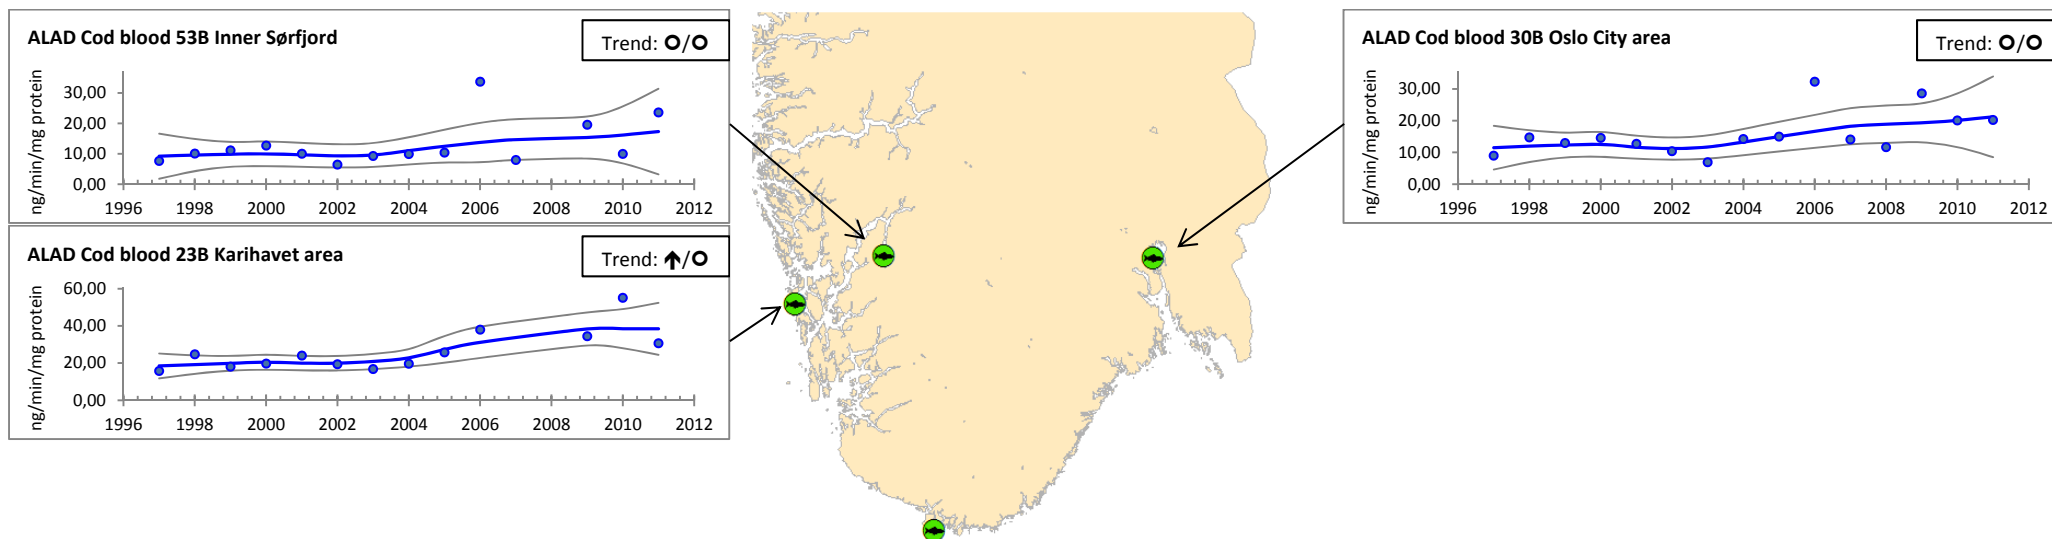 ALAD Cod blood 53B Inner Sørfjord
Trend: O/O
ng/min/mg protein
30,00
20,00
10,00
0,00
1996 1998 2000 2002 2004 2006 2008 2010 2012
ALAD Cod blood 23B Karihavet area
Trend: ↑/O
ng/min/mg protein
60,00
40,00
20,00
0,00
1996 1998 2000 2002 2004 2006 2008 2010 2012
ALAD Cod blood 30B Oslo City area
Trend: O/O
ng/min/mg protein
30,00
20,00
10,00
0,00
1996 1998 2000 2002 2004 2006 2008 2010 2012